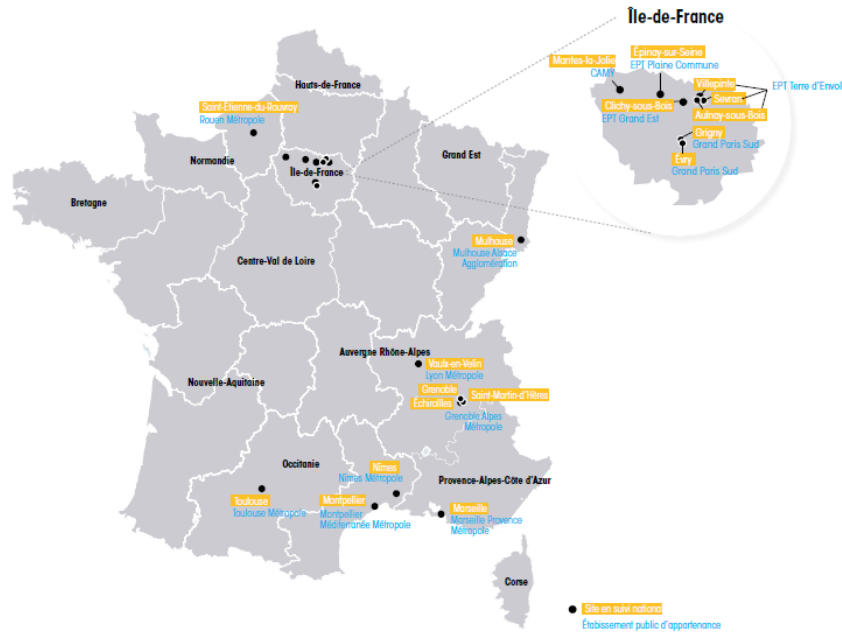 Île-de-France
Mantes-la-Jolie
CAMY
Épinay-sur-Seine
EPT Plaine Commune
Villepinte
EPT Terre d'Envol
Sevran
Clichy-sous-Bois
EPT Grand Est
Aulnay-sous-Bois
Grigny
Grand Paris Sud
Évry
Grand Paris Sud
Hauts-de-France
Saint-Étienne-du-Rouvray
Rouen Métropole
Normandie
Île-de-France
Grand Est
Bretagne
Mulhouse
Mulhouse Alsace
Agglomération
Centre-Val de Loire
Auvergne Rhône-Alpes
Vaulx-en-Velin
Lyon Métropole
Nouvelle-Aquitaine
Grenoble
Saint-Martin-d'Hères
Échirolles
Grenoble Alpes
Métropole
Occitanie
Nîmes
Nîmes Métropole
Provence-Alpes-Côte d'Azur
Toulouse
Toulouse Métropole
Montpellier
Montpellier
Méditerranée Métropole
Marseille
Marseille Provence
Métropole
Corse
Site en suivi national
Établissement public d'appartenance